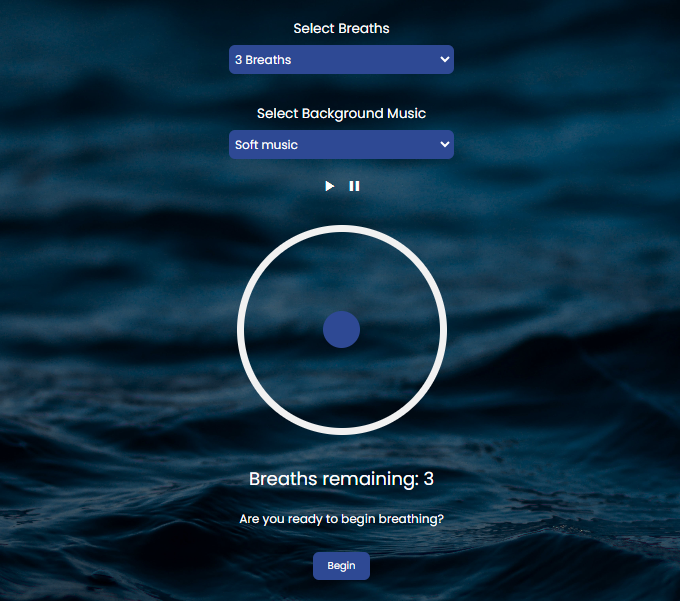 Select Breaths
3 Breaths
Select Background Music
Soft music
Breaths remaining: 3
Are you ready to begin breathing?
Begin